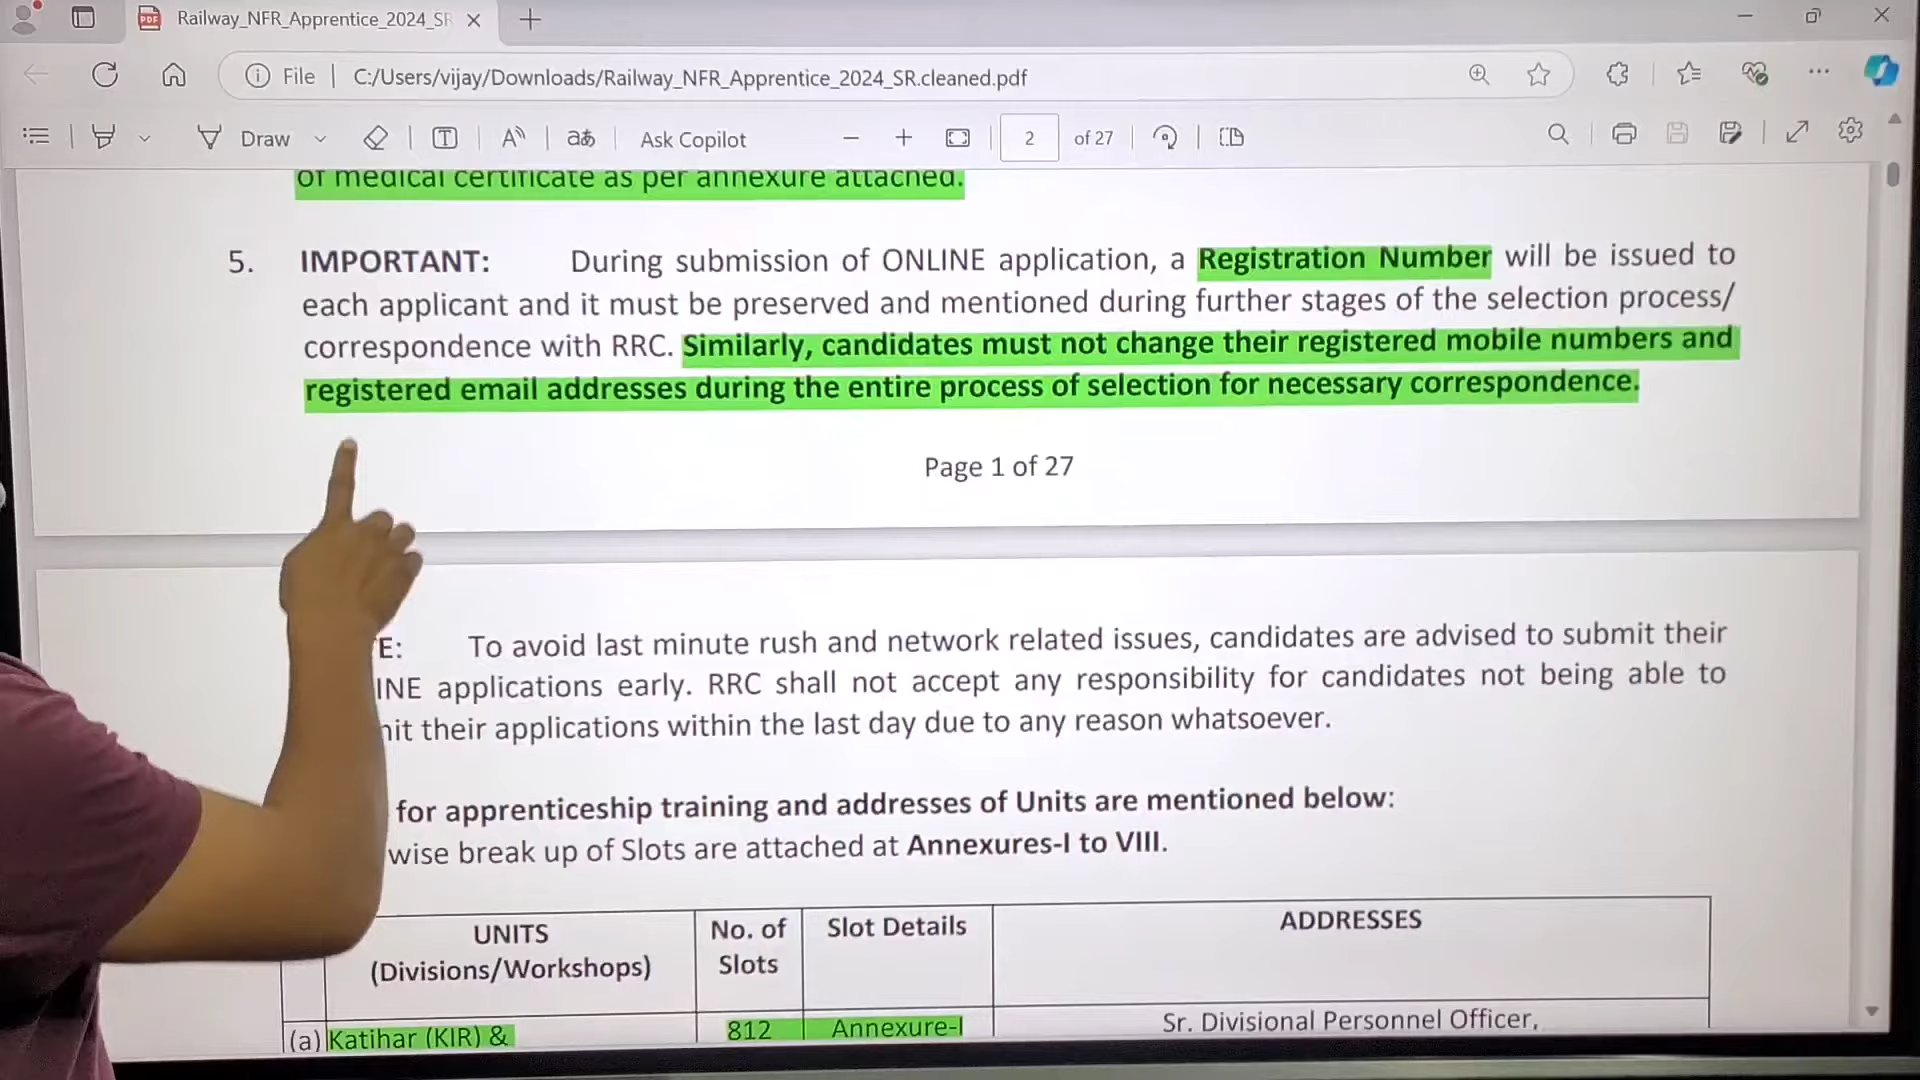 Railway_NFR_Apprentice_2024_SR
File
C:/Users/vijay/Downloads/Railway_NFR_Apprentice_2024_SR.cleaned.pdf
Draw
Ask Copilot
2 of 27
of medical certificate as per annexure attached.
5. IMPORTANT: During submission of ONLINE application, a Registration Number will be issued to
each applicant and it must be preserved and mentioned during further stages of the selection process/
correspondence with RRC. Similarly, candidates must not change their registered mobile numbers and
registered email addresses during the entire process of selection for necessary correspondence.
Page 1 of 27
E: To avoid last minute rush and network related issues, candidates are advised to submit their
INE applications early. RRC shall not accept any responsibility for candidates not being able to
it their applications within the last day due to any reason whatsoever.
for apprenticeship training and addresses of Units are mentioned below:
wise break up of Slots are attached at Annexures-I to VIII.
UNITS
(Divisions/Workshops)
No. of
Slots
Slot Details
ADDRESSES
(a) Katihar (KIR) &
812
Annexure-I
Sr. Divisional Personnel Officer,